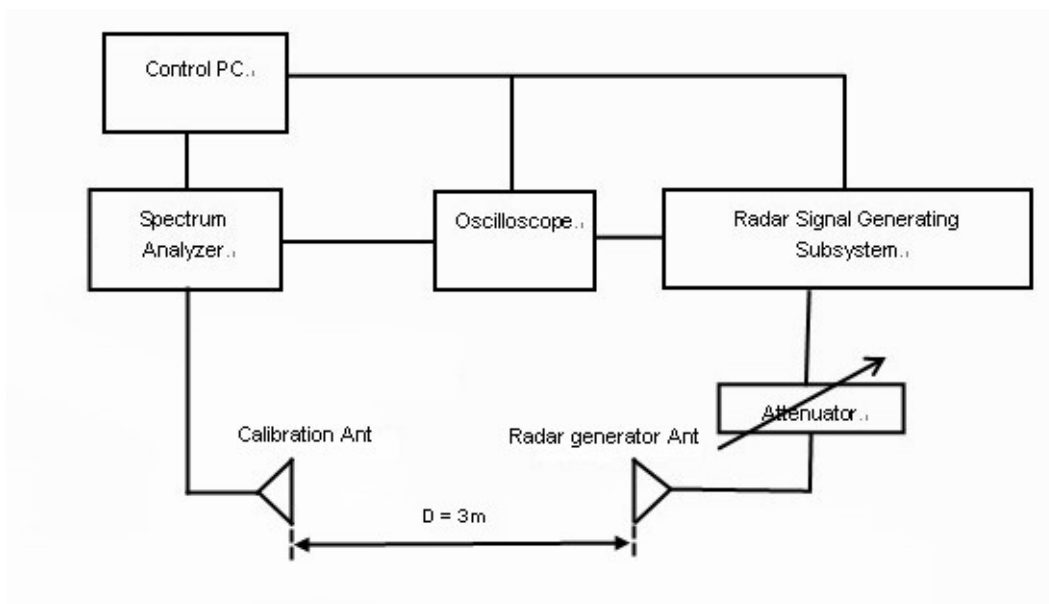 Control PC
Spectrum
Analyzer
Oscilloscope
Radar Signal Generating
Subsystem
Attenuator
Calibration Ant
Radar generator Ant
D = 3m